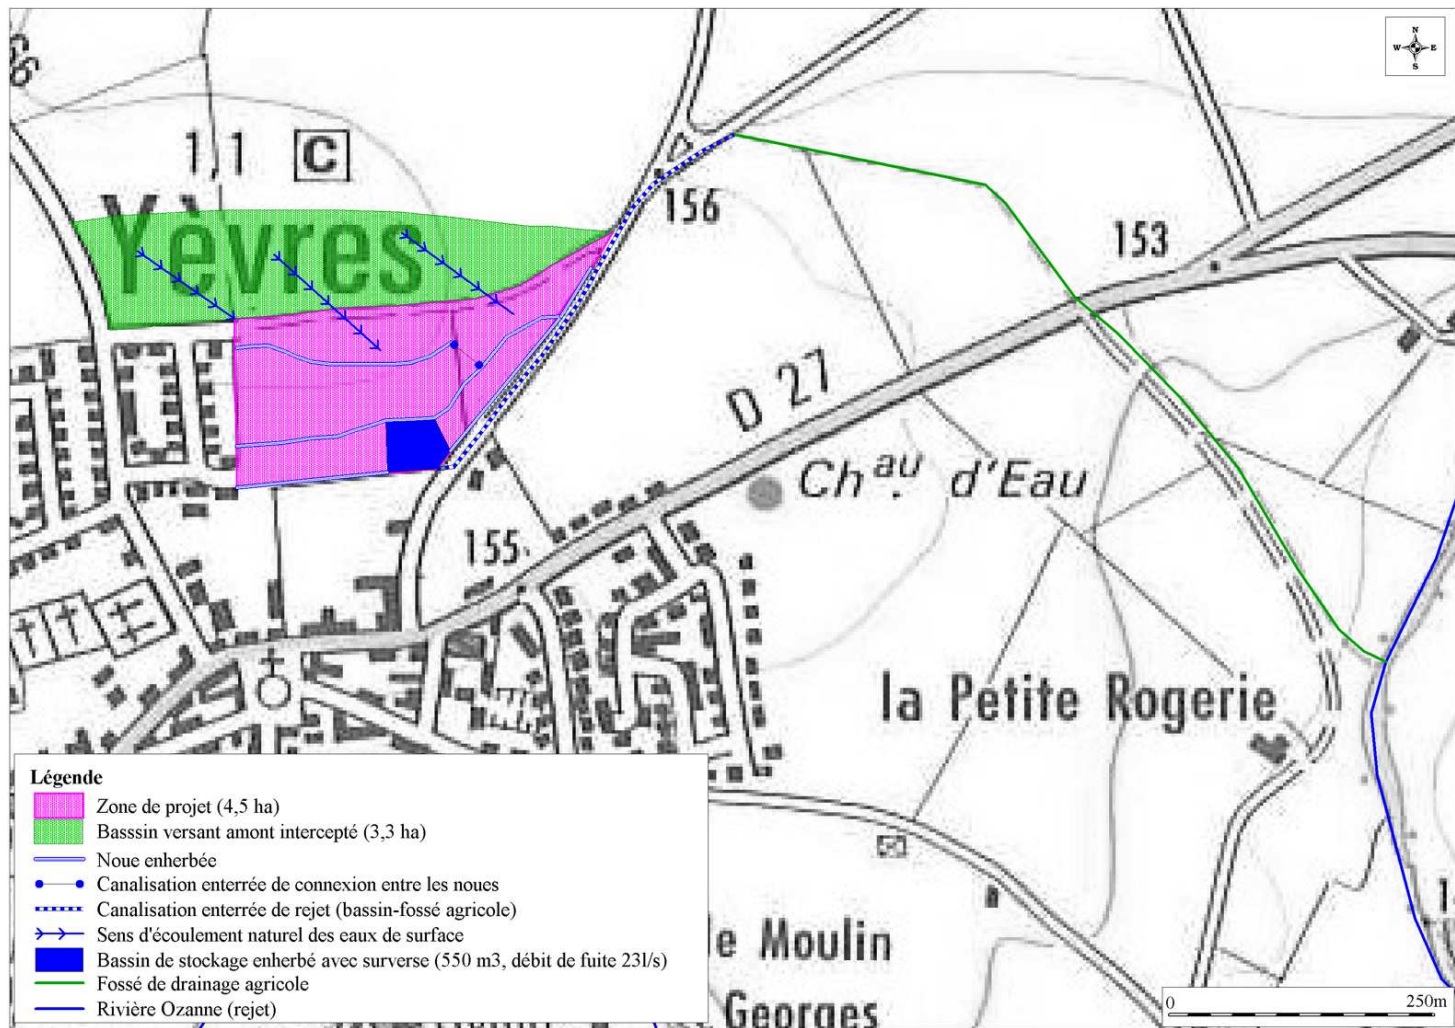 66
N
W E
S
1,1 C
Yèvres
156
153
D 27
Ch.au d'Eau
155
la Petite Rogerie
Légende
Zone de projet (4,5 ha)
Basssin versant amont intercepté (3,3 ha)
Noue enherbée
Canalisation enterrée de connexion entre les noues
Canalisation enterrée de rejet (bassin-fossé agricole)
Sens d'écoulement naturel des eaux de surface
Bassin de stockage enherbé avec surverse (550 m3, débit de fuite 23l/s)
Fossé de drainage agricole
Rivière Ozanne (rejet)
le Moulin
Georges
0 250m